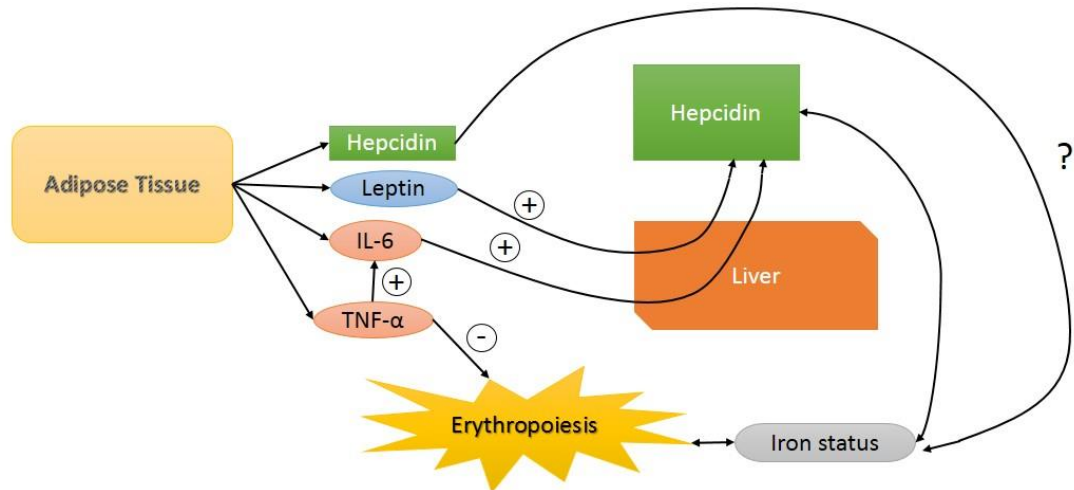 Hepcidin
Adipose Tissue
Hepcidin
Leptin
IL-6
TNF-α
+
+
+
-
?
Liver
Erythropoiesis
Iron status